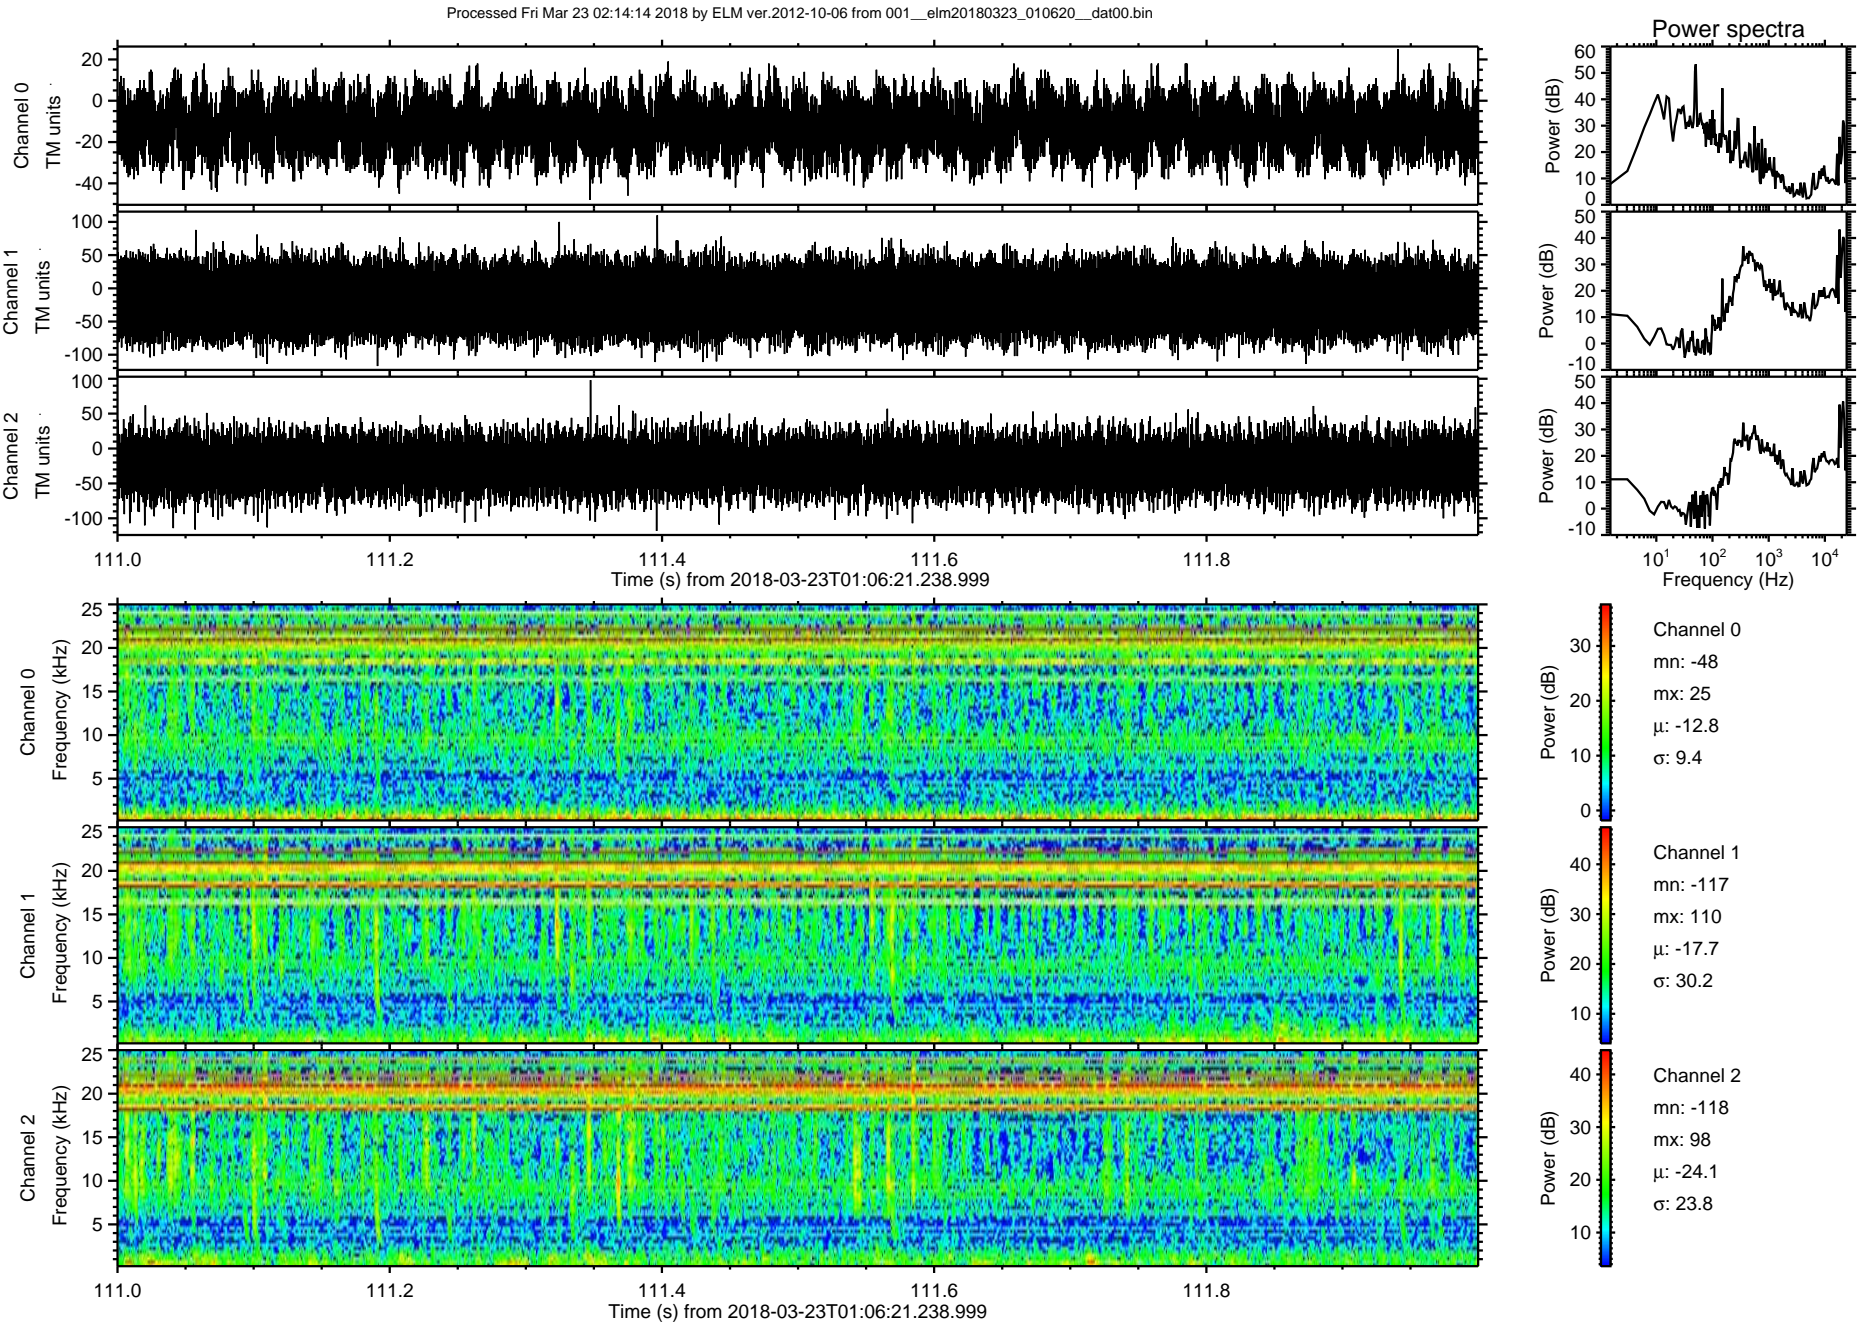 Processed Fri Mar 23 02:14:14 2018 by ELM ver.2012-10-06 from 001__elm20180323_010620__dat00.bin
Power spectra
Channel 0
TM units
20
0
-20
-40
Power (dB)
60
50
40
30
20
10
0
Channel 1
TM units
100
50
0
-50
-100
Power (dB)
50
40
30
20
10
0
-10
Channel 2
TM units
100
50
0
-50
-100
Power (dB)
50
40
30
20
10
0
-10
111.0 111.2 111.4 111.6 111.8
Time (s) from 2018-03-23T01:06:21.238.999
10¹ 10² 10³ 10⁴
Frequency (Hz)
Channel 0
Frequency (kHz)
25
20
15
10
5
Power (dB)
30
20
10
0
Channel 0
mn: -48
mx: 25
μ: -12.8
σ: 9.4
Channel 1
Frequency (kHz)
25
20
15
10
5
Power (dB)
40
30
20
10
Channel 1
mn: -117
mx: 110
μ: -17.7
σ: 30.2
Channel 2
Frequency (kHz)
25
20
15
10
5
Power (dB)
40
30
20
10
Channel 2
mn: -118
mx: 98
μ: -24.1
σ: 23.8
111.0 111.2 111.4 111.6 111.8
Time (s) from 2018-03-23T01:06:21.238.999